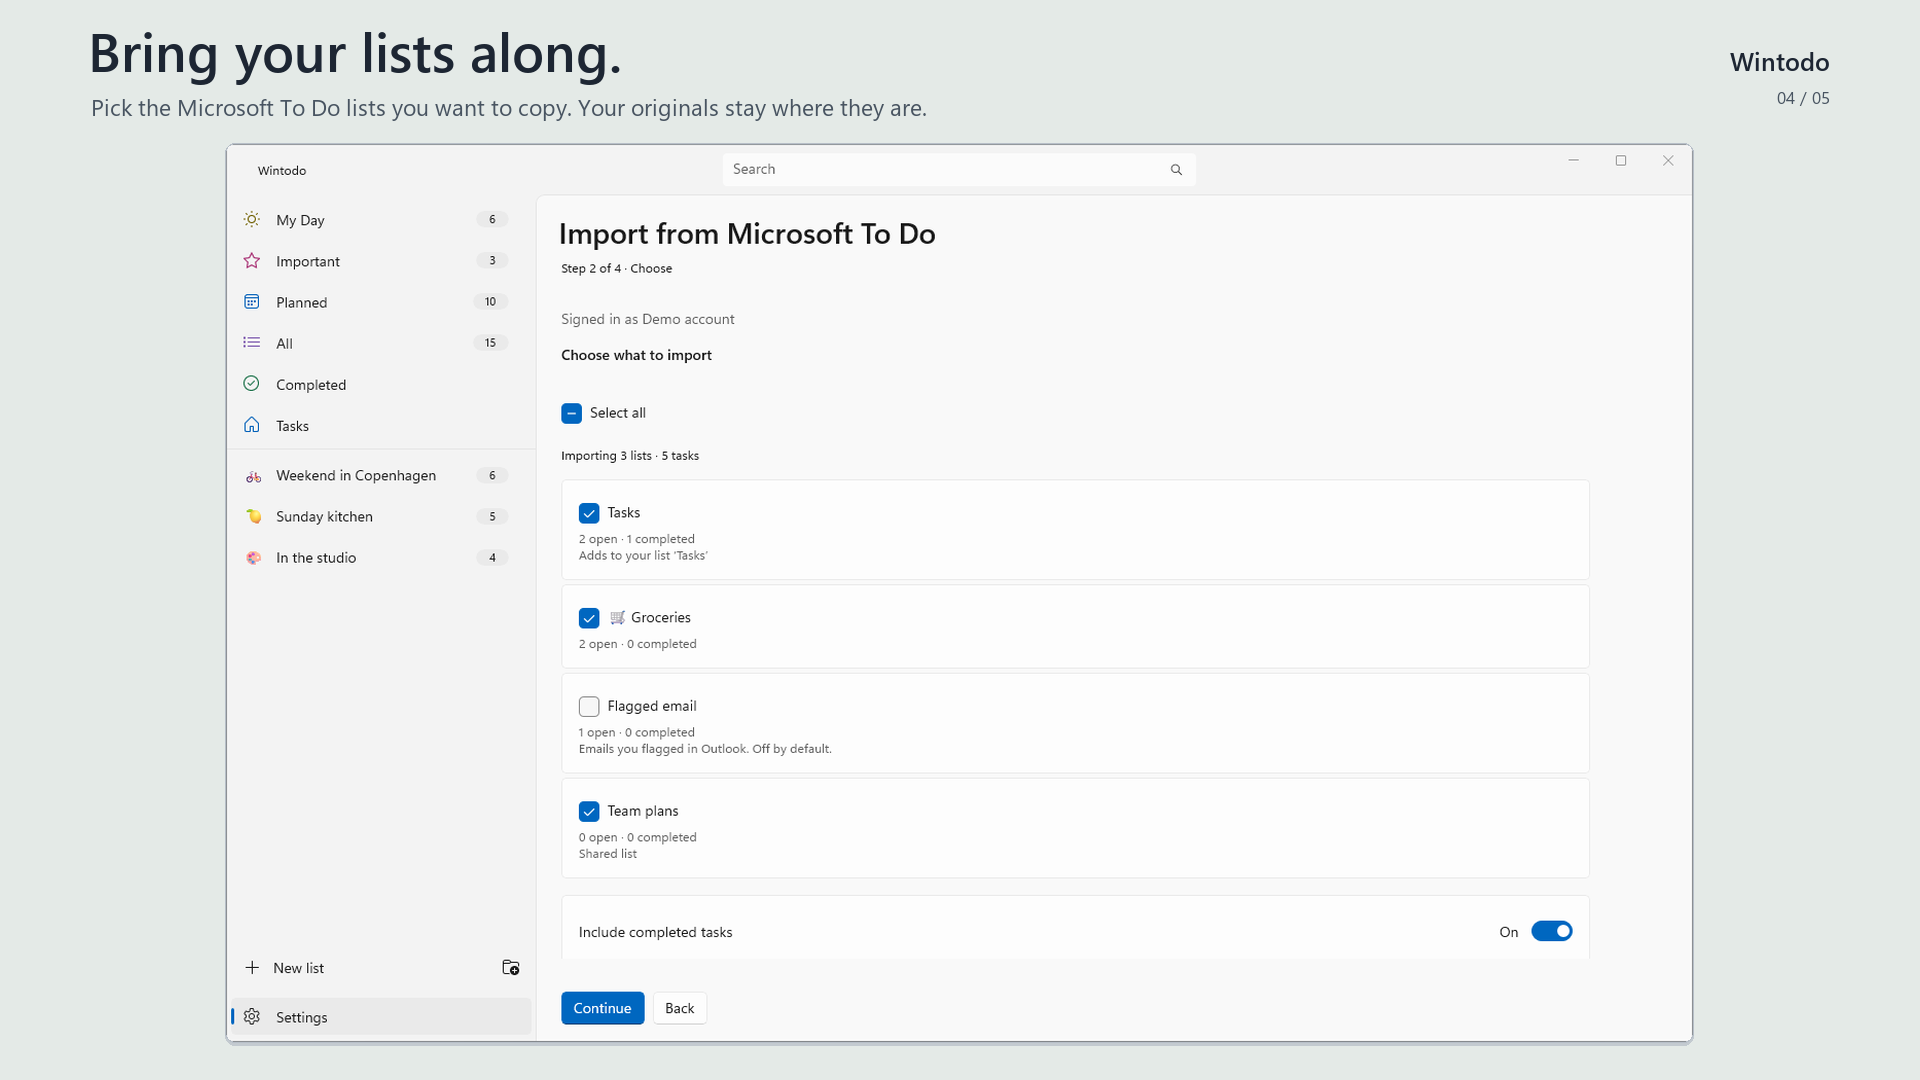 Bring your lists along.
Pick the Microsoft To Do lists you want to copy. Your originals stay where they are.
Wintodo
04 / 05
Wintodo
Search
My Day 6
Important 3
Planned 10
All 15
Completed
Tasks
Weekend in Copenhagen 6
Sunday kitchen 5
In the studio 4
New list
Settings
Import from Microsoft To Do
Step 2 of 4 · Choose
Signed in as Demo account
Choose what to import
Select all
Importing 3 lists · 5 tasks
Tasks
2 open · 1 completed
Adds to your list 'Tasks'
Groceries
2 open · 0 completed
Flagged email
1 open · 0 completed
Emails you flagged in Outlook. Off by default.
Team plans
0 open · 0 completed
Shared list
Include completed tasks On
Continue Back